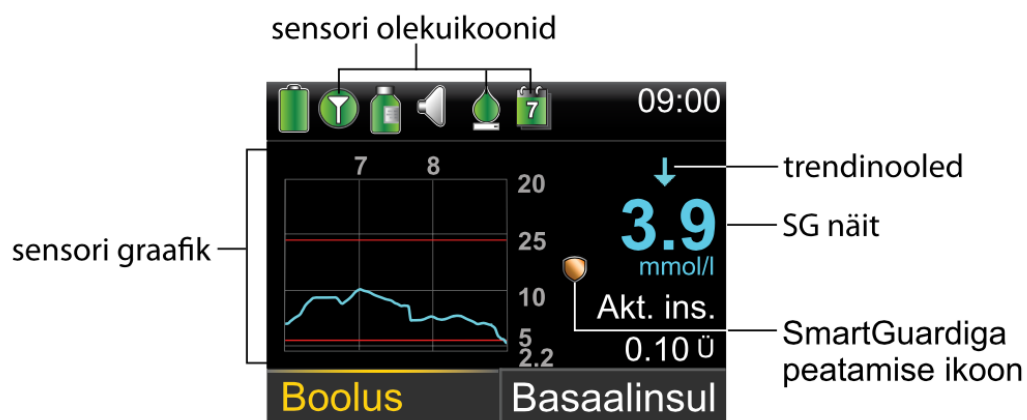 sensori olekuikoonid
7
09:00
7 8
20
trendinooled
3.9
SG näit
25
sensori graafik
mmol/l
10
Akt. ins.
5
0.10 Ü
2.2
SmartGuardiga
peatamise ikoon
Boolus
Basaalinsul